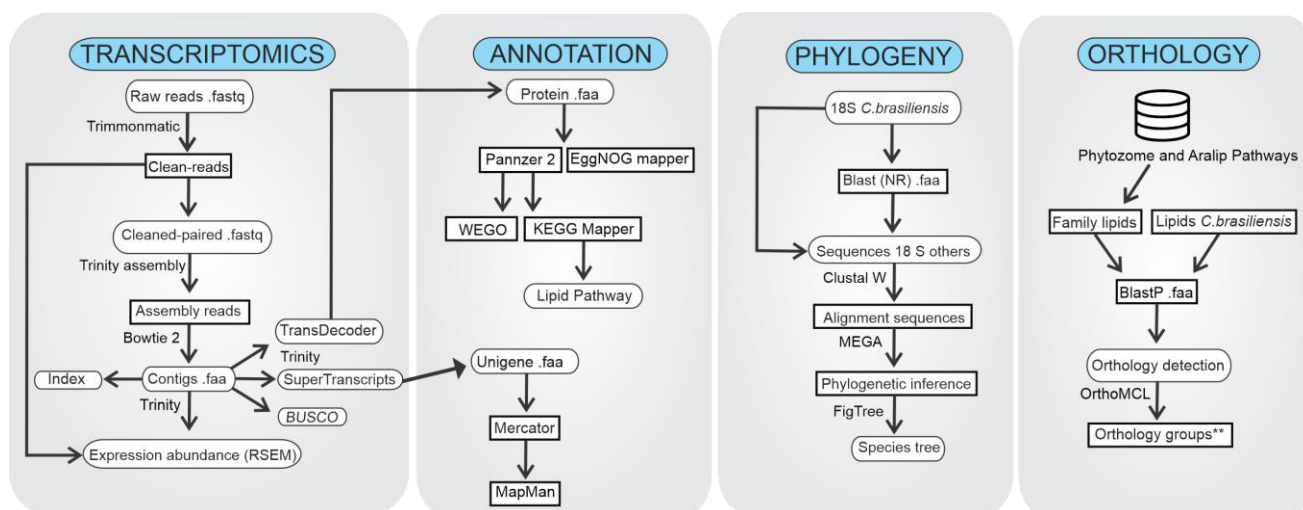 TRANSCRIPTOMICS
Raw reads .fastq
Trimmonmatic
Clean-reads
Cleaned-paired .fastq
Trinity assembly
Assembly reads
Bowtie 2
TransDecoder
Trinity
Index
Contigs .faa
SuperTranscripts
Trinity
BUSCO
Expression abundance (RSEM)
ANNOTATION
Protein .faa
Pannzer 2
EggNOG mapper
WEGO
KEGG Mapper
Lipid Pathway
Unigene .faa
Mercator
MapMan
PHYLOGENY
18S C.brasiliensis
Blast (NR) .faa
Sequences 18 S others
Clustal W
Alignment sequences
MEGA
Phylogenetic inference
FigTree
Species tree
ORTHOLOGY
Phytozome and Aralip Pathways
Family lipids
Lipids C.brasiliensis
BlastP .faa
Orthology detection
OrthoMCL
Orthology groups**